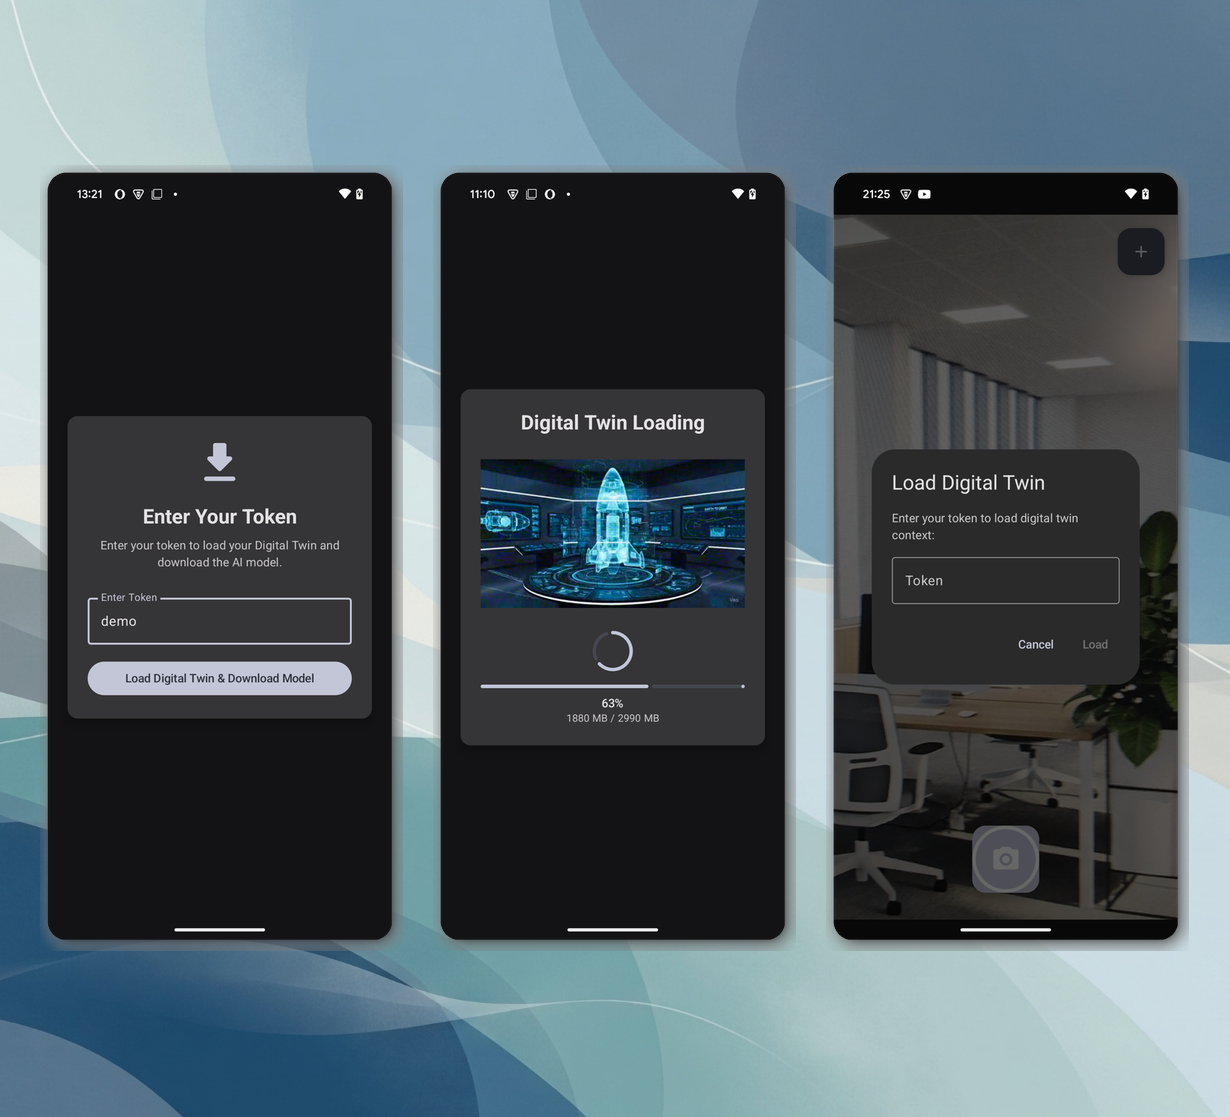 13:21
Enter Your Token
Enter your token to load your Digital Twin and
download the AI model.
Enter Token
demo
Load Digital Twin & Download Model
11:10
Digital Twin Loading
63%
1880 MB / 2990 MB
21:25
Load Digital Twin
Enter your token to load digital twin
context:
Token
Cancel
Load